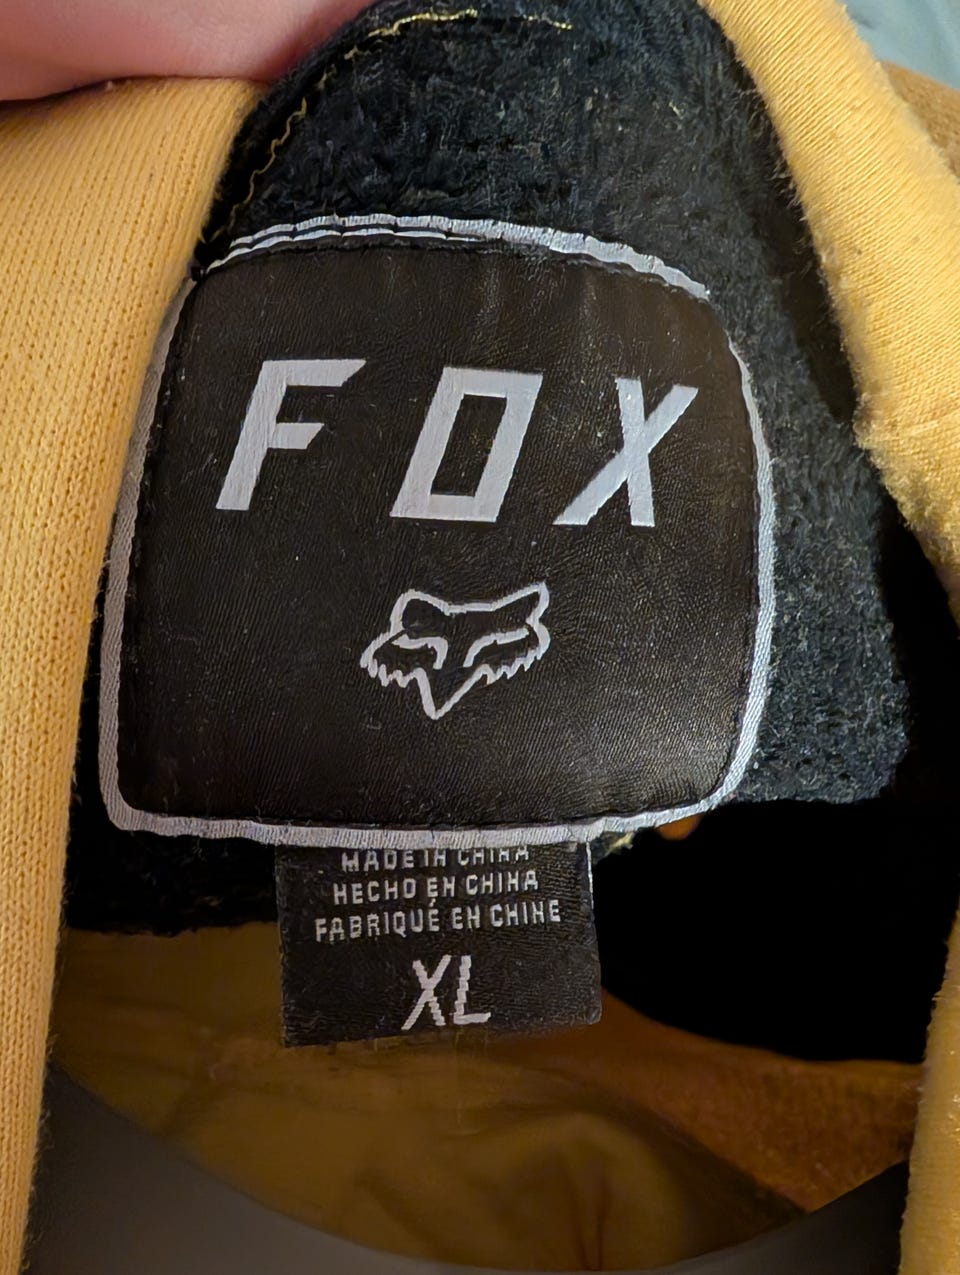 FOX
MADE IN CHINA
HECHO EN CHINA
FABRIQUÉ EN CHINE
XL